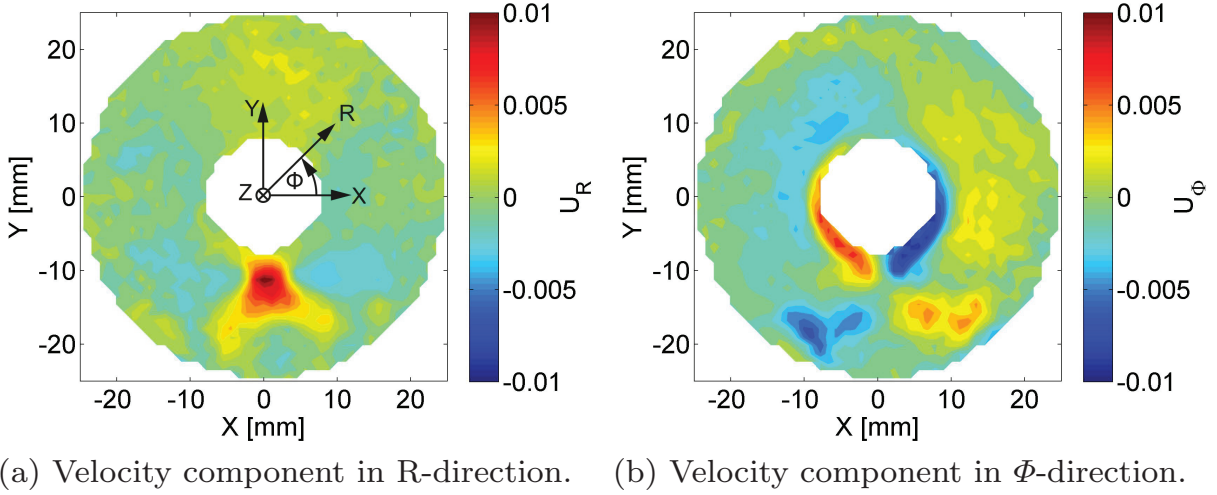 20
10
0
-10
-20
Y [mm]
-20 -10 0 10 20
X [mm]
Y
R
Z
Φ
X
0.01
0.005
0
-0.005
-0.01
U_R
20
10
0
-10
-20
Y [mm]
-20 -10 0 10 20
X [mm]
0.01
0.005
0
-0.005
-0.01
U_Φ
(a) Velocity component in R-direction.
(b) Velocity component in Φ-direction.